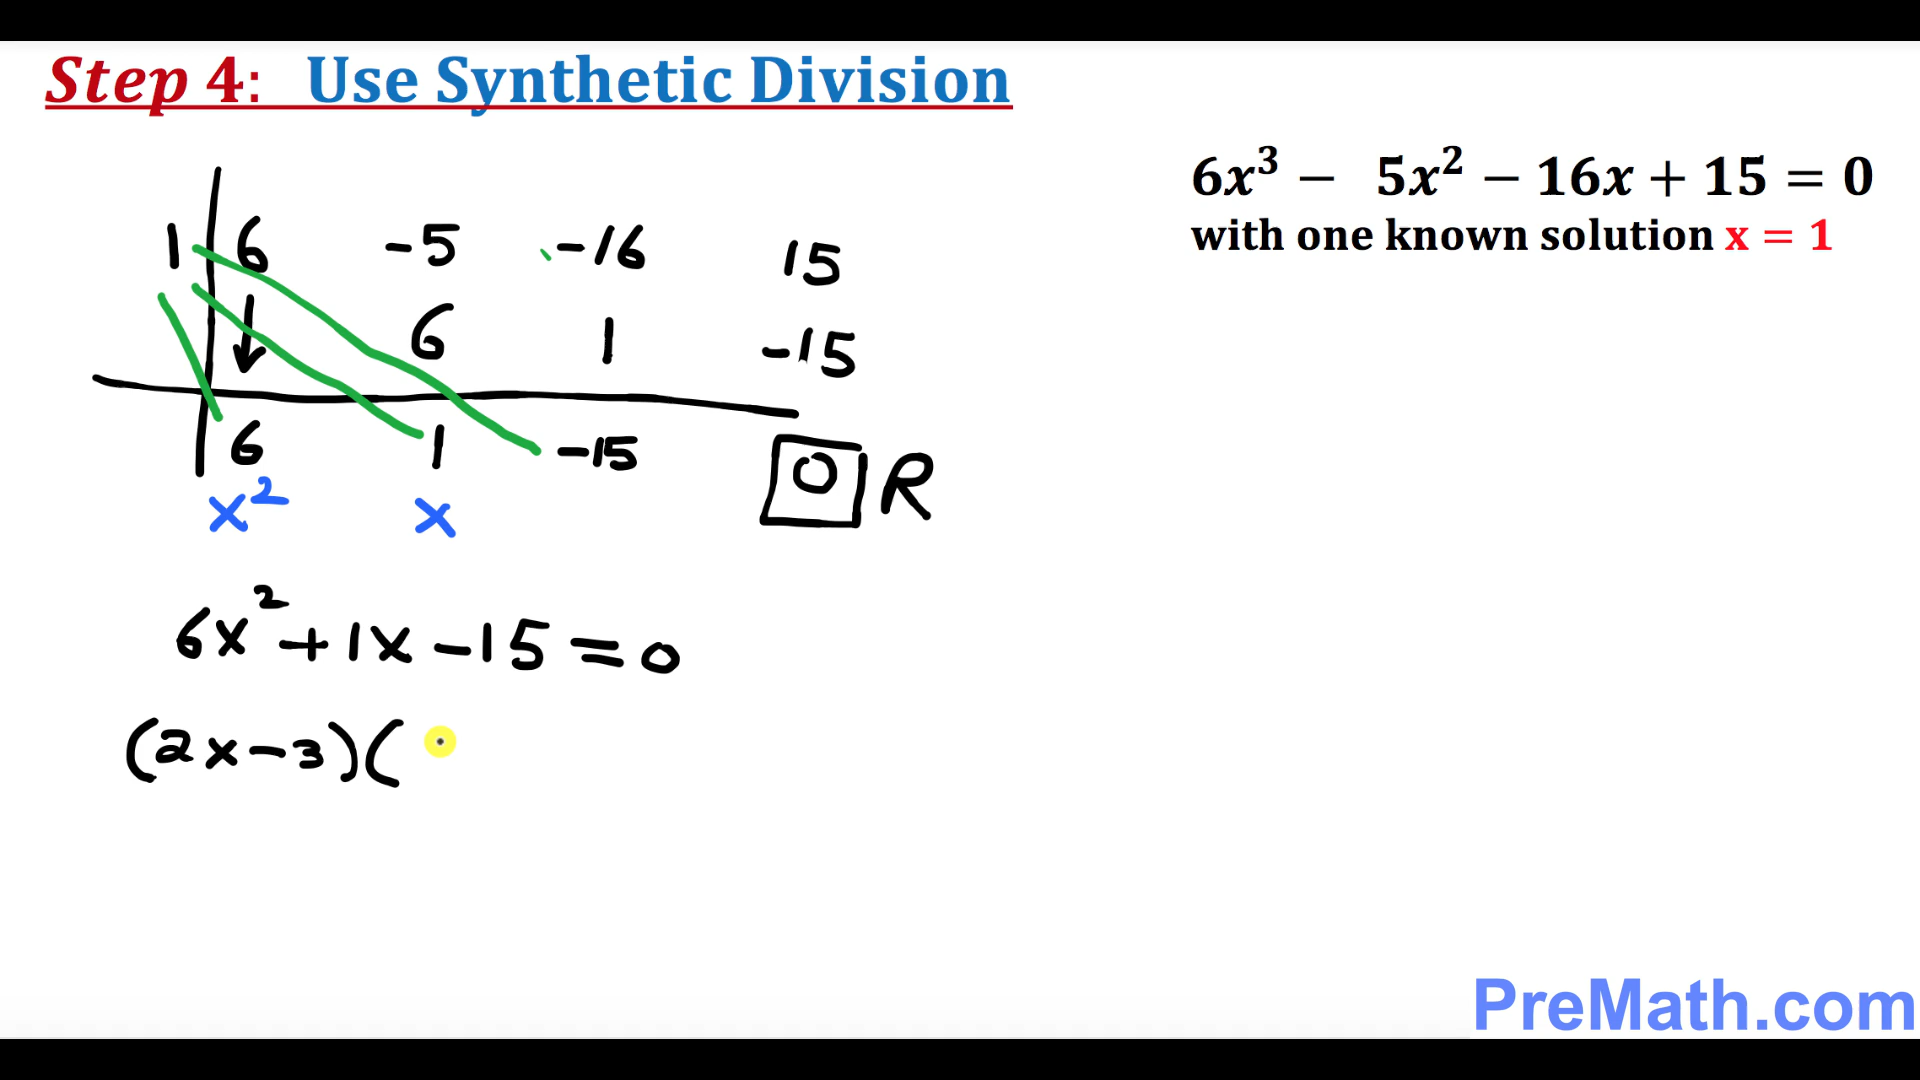 Step 4: Use Synthetic Division
6x³ − 5x² − 16x + 15 = 0
with one known solution x = 1
1 6 -5 -16 15
6 1 -15
6 1 -15 0 R
x² x
6x² + 1x - 15 = 0
(2x - 3)(
PreMath.com